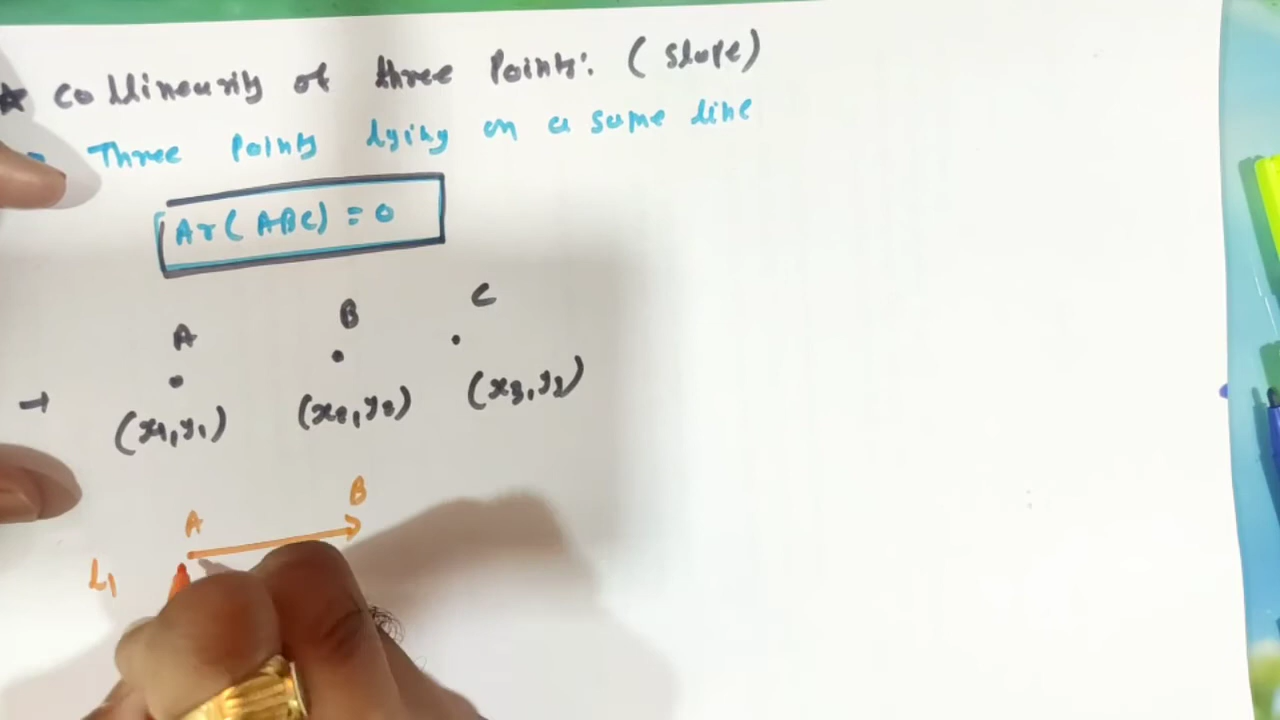 ★ Collinearity of three Points: (Slope)
Three Points lying on a same line
Ar(ABC) = 0
A B C
→ (x1,y1) (x2,y2) (x3,y3)
A B
L1